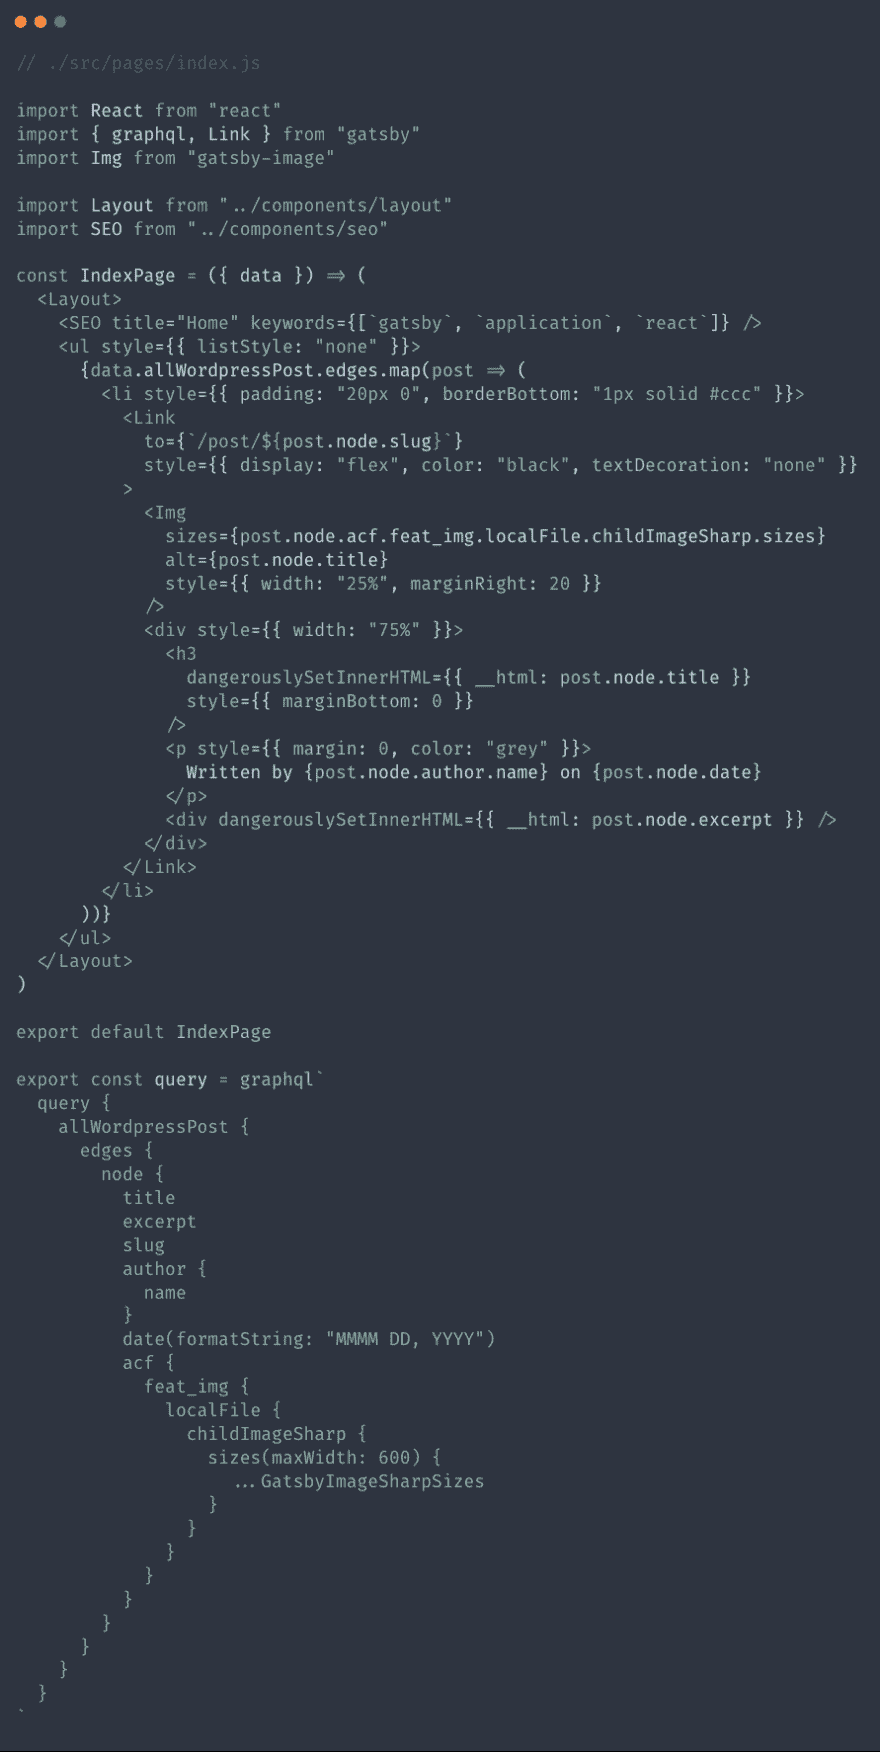 // ./src/pages/index.js

import React from "react"
import { graphql, Link } from "gatsby"
import Img from "gatsby-image"

import Layout from "../components/layout"
import SEO from "../components/seo"

const IndexPage = ({ data }) => (
  <Layout>
    <SEO title="Home" keywords={[`gatsby`, `application`, `react`]} />
    <ul style={{ listStyle: "none" }}>
      {data.allWordpressPost.edges.map(post => (
        <li style={{ padding: "20px 0", borderBottom: "1px solid #ccc" }}>
          <Link
            to={`/post/${post.node.slug}`}
            style={{ display: "flex", color: "black", textDecoration: "none" }}
          >
            <Img
              sizes={post.node.acf.feat_img.localFile.childImageSharp.sizes}
              alt={post.node.title}
              style={{ width: "25%", marginRight: 20 }}
            />
            <div style={{ width: "75%" }}>
              <h3
                dangerouslySetInnerHTML={{ __html: post.node.title }}
                style={{ marginBottom: 0 }}
              />
              <p style={{ margin: 0, color: "grey" }}>
                Written by {post.node.author.name} on {post.node.date}
              </p>
              <div dangerouslySetInnerHTML={{ __html: post.node.excerpt }} />
            </div>
          </Link>
        </li>
      ))}
    </ul>
  </Layout>
)

export default IndexPage

export const query = graphql`
  query {
    allWordpressPost {
      edges {
        node {
          title
          excerpt
          slug
          author {
            name
          }
          date(formatString: "MMMM DD, YYYY")
          acf {
            feat_img {
              localFile {
                childImageSharp {
                  sizes(maxWidth: 600) {
                    ...GatsbyImageSharpSizes
                  }
                }
              }
            }
          }
        }
      }
    }
  }
`